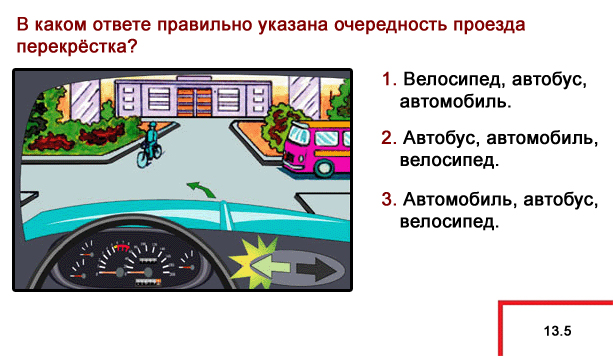 В каком ответе правильно указана очередность проезда
перекрёстка?
1. Велосипед, автобус,
автомобиль.
2. Автобус, автомобиль,
велосипед.
3. Автомобиль, автобус,
велосипед.
13.5